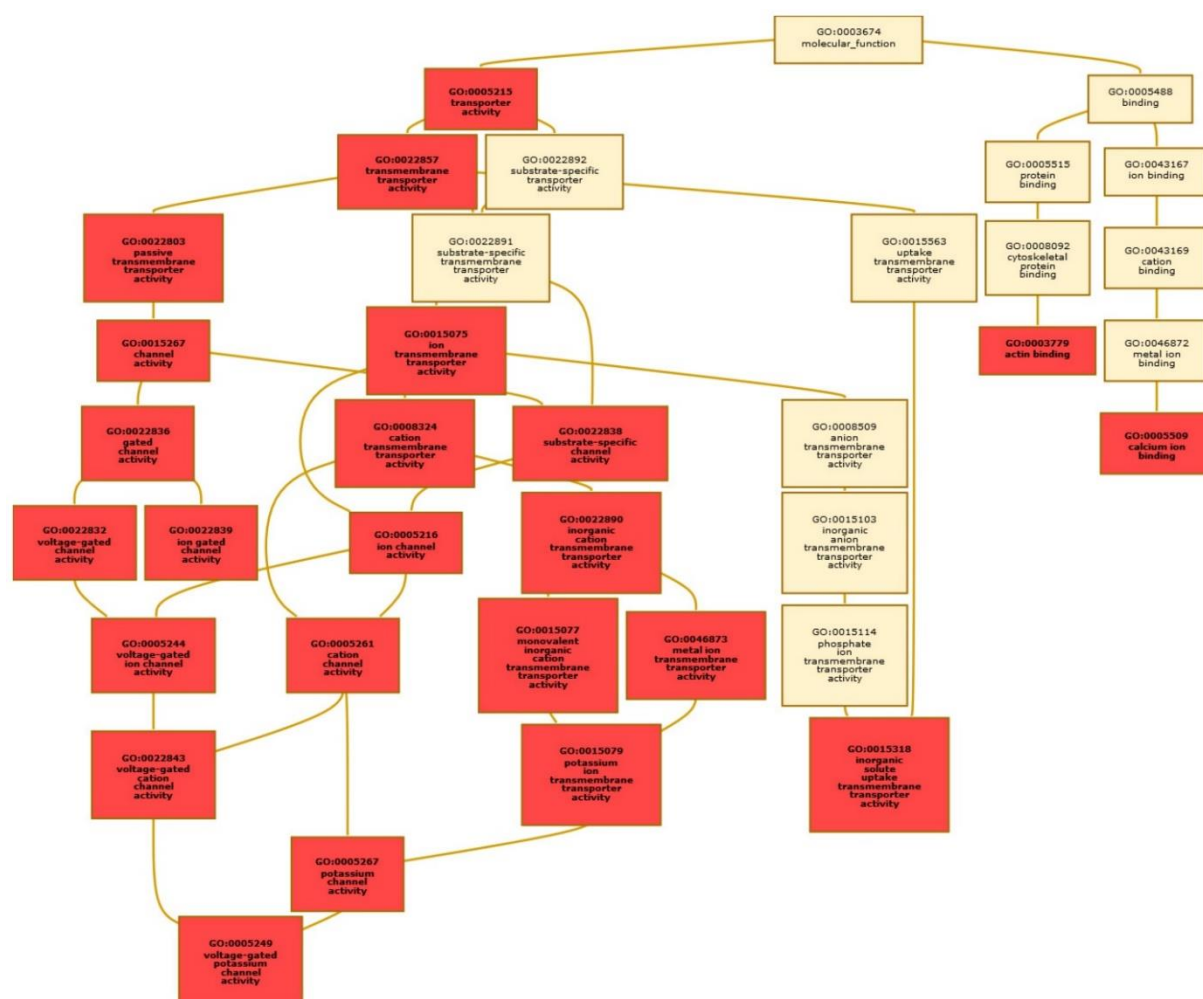 GO:0003674
molecular_function
GO:0005215
transporter
activity
GO:0005488
binding
GO:0022857
transmembrane
transporter
activity
GO:0022892
substrate-specific
transporter
activity
GO:0005515
protein
binding
GO:0043167
ion binding
GO:0022803
passive
transmembrane
transporter
activity
GO:0022891
substrate-specific
transmembrane
transporter
activity
GO:0015563
uptake
transmembrane
transporter
activity
GO:0008092
cytoskeletal
protein
binding
GO:0043169
cation
binding
GO:0015267
channel
activity
GO:0015075
ion
transmembrane
transporter
activity
GO:0003779
actin binding
GO:0046872
metal ion
binding
GO:0022836
gated
channel
activity
GO:0008324
cation
transmembrane
transporter
activity
GO:0022838
substrate-specific
channel
activity
GO:0008509
anion
transmembrane
transporter
activity
GO:0005509
calcium ion
binding
GO:0022832
voltage-gated
channel
activity
GO:0022839
ion gated
channel
activity
GO:0005216
ion channel
activity
GO:0022890
inorganic
cation
transmembrane
transporter
activity
GO:0015103
inorganic
anion
transmembrane
transporter
activity
GO:0005244
voltage-gated
ion channel
activity
GO:0005261
cation
channel
activity
GO:0015077
monovalent
inorganic
cation
transmembrane
transporter
activity
GO:0046873
metal ion
transmembrane
transporter
activity
GO:0015114
phosphate
ion
transmembrane
transporter
activity
GO:0022843
voltage-gated
cation
channel
activity
GO:0015079
potassium
ion
transmembrane
transporter
activity
GO:0015318
inorganic
solute
uptake
transmembrane
transporter
activity
GO:0005267
potassium
channel
activity
GO:0005249
voltage-gated
potassium
channel
activity